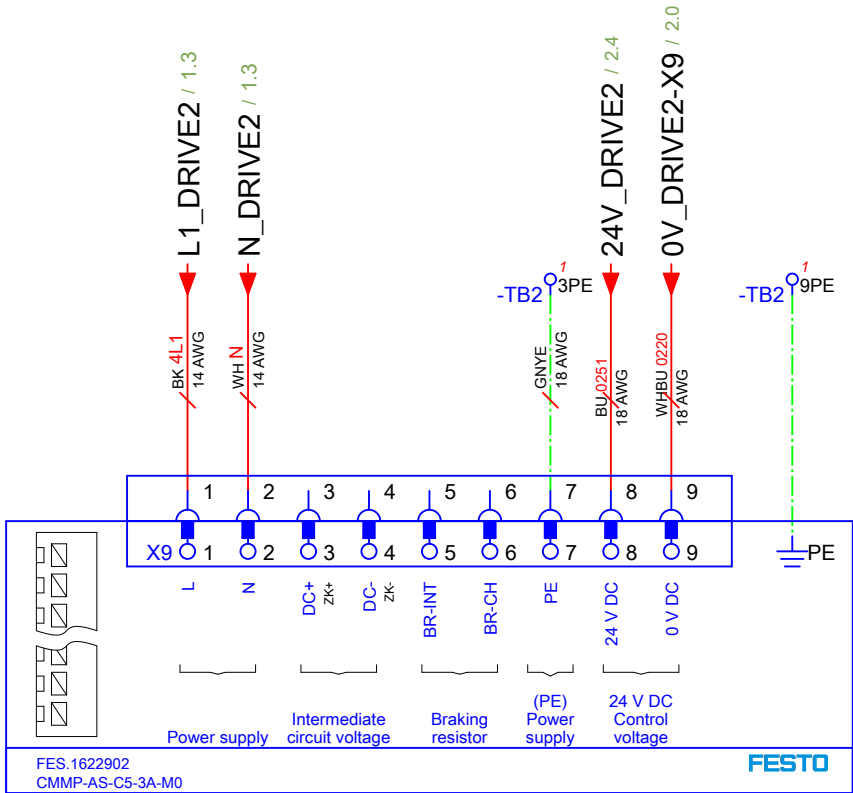 L1_DRIVE2 / 1.3
N_DRIVE2 / 1.3
24V_DRIVE2 / 2.4
0V_DRIVE2-X9 / 2.0
1
-TB2 3PE
1
-TB2 9PE
BK 4L1
14 AWG
WH N
14 AWG
GNYE
18 AWG
BU 0251
18 AWG
WHBU 0220
18 AWG
1 2 3 4 5 6 7 8 9
X9 1 2 3 4 5 6 7 8 9
PE
L
N
DC+
ZK+
DC-
ZK-
BR-INT
BR-CH
PE
24 V DC
0 V DC
Power supply
Intermediate
circuit voltage
Braking
resistor
(PE)
Power
supply
24 V DC
Control
voltage
FES.1622902
CMMP-AS-C5-3A-M0
FESTO